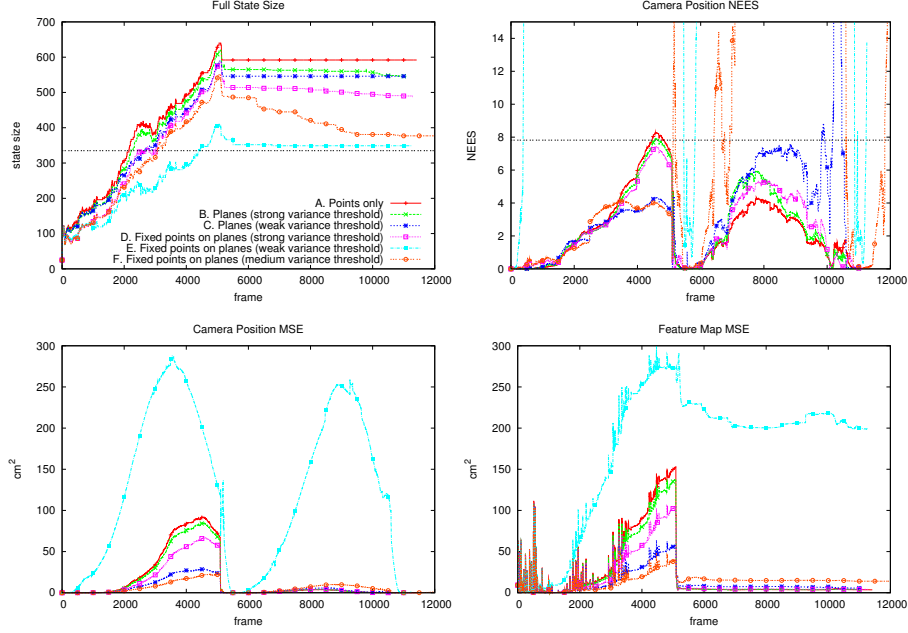 Full State Size
700
600
500
400
300
200
100
0
state size
0 2000 4000 6000 8000 10000 12000
frame
A. Points only
B. Planes (strong variance threshold)
C. Planes (weak variance threshold)
D. Fixed points on planes (strong variance threshold)
E. Fixed points on planes (weak variance threshold)
F. Fixed points on planes (medium variance threshold)
Camera Position NEES
14
12
10
8
6
4
2
0
NEES
0 2000 4000 6000 8000 10000 12000
frame
Camera Position MSE
300
250
200
150
100
50
0
cm2
0 2000 4000 6000 8000 10000 12000
frame
Feature Map MSE
300
250
200
150
100
50
0
cm2
0 2000 4000 6000 8000 10000 12000
frame